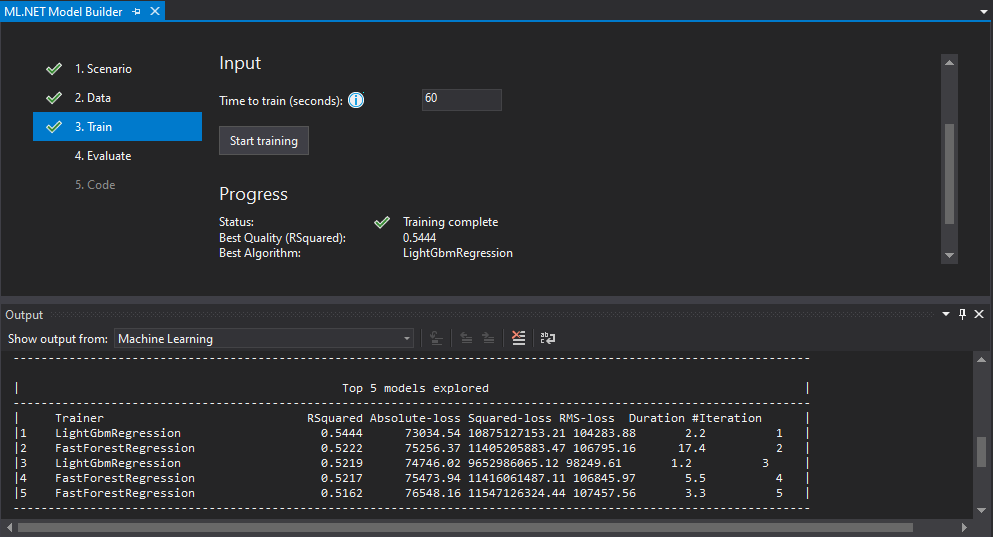 ML.NET Model Builder
1. Scenario
2. Data
3. Train
4. Evaluate
5. Code
Input
Time to train (seconds): 60
Start training
Progress
Status: Training complete
Best Quality (RSquared): 0.5444
Best Algorithm: LightGbmRegression
Output
Show output from: Machine Learning
---------------------------------------------------------------------------------------------------------------
| Top 5 models explored |
---------------------------------------------------------------------------------------------------------------
| Trainer RSquared Absolute-loss Squared-loss RMS-loss Duration #Iteration |
|1 LightGbmRegression 0.5444 73034.54 10875127153.21 104283.88 2.2 1 |
|2 FastForestRegression 0.5222 75256.37 11405205883.47 106795.16 17.4 2 |
|3 LightGbmRegression 0.5219 74746.02 9652986065.12 98249.61 1.2 3 |
|4 FastForestRegression 0.5217 75473.94 11416061487.11 106845.97 5.5 4 |
|5 FastForestRegression 0.5162 76548.16 11547126324.44 107457.56 3.3 5 |
---------------------------------------------------------------------------------------------------------------